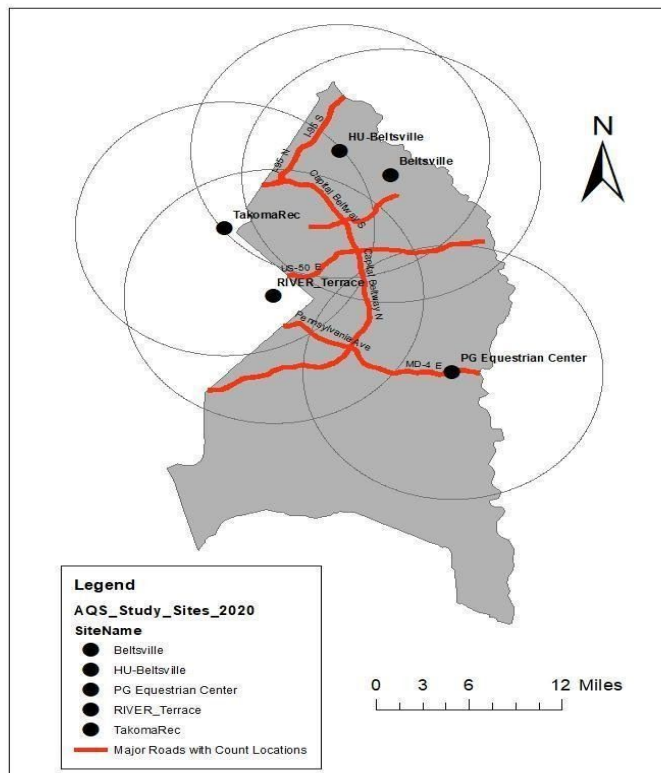 N
I-95 S
HU-Beltsville
I-95 N
Beltsville
Capital Beltway S
TakomaRec
US-50 E
Capital Beltway N
RIVER_Terrace
Pennsylvania Ave
MD-4 E
PG Equestrian Center
Legend
AQS_Study_Sites_2020
SiteName
Beltsville
HU-Beltsville
PG Equestrian Center
RIVER_Terrace
TakomaRec
Major Roads with Count Locations
0 3 6 12 Miles